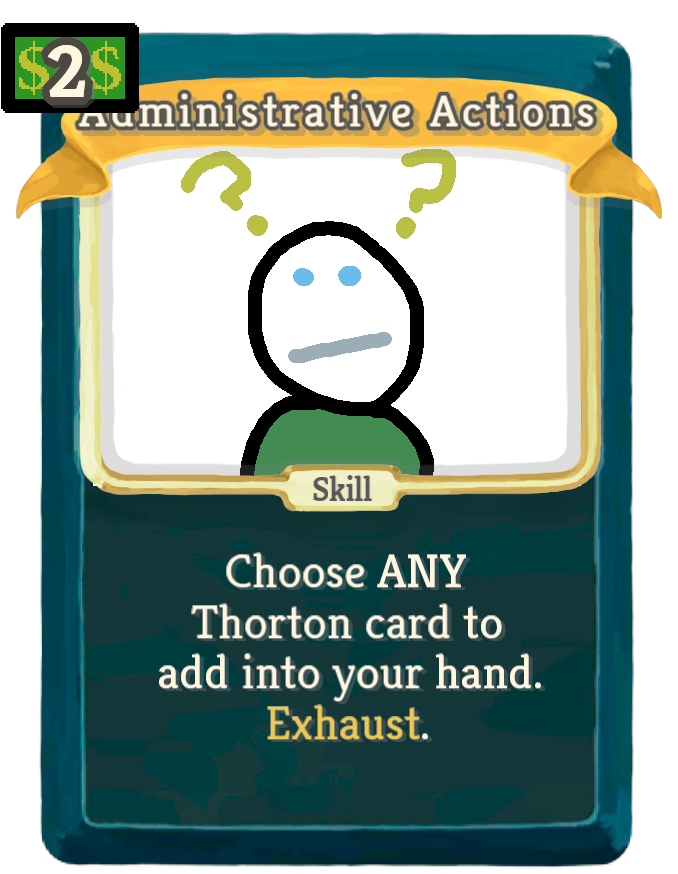 $2$
Administrative Actions
? ?
Skill
Choose ANY
Thorton card to
add into your hand.
Exhaust.